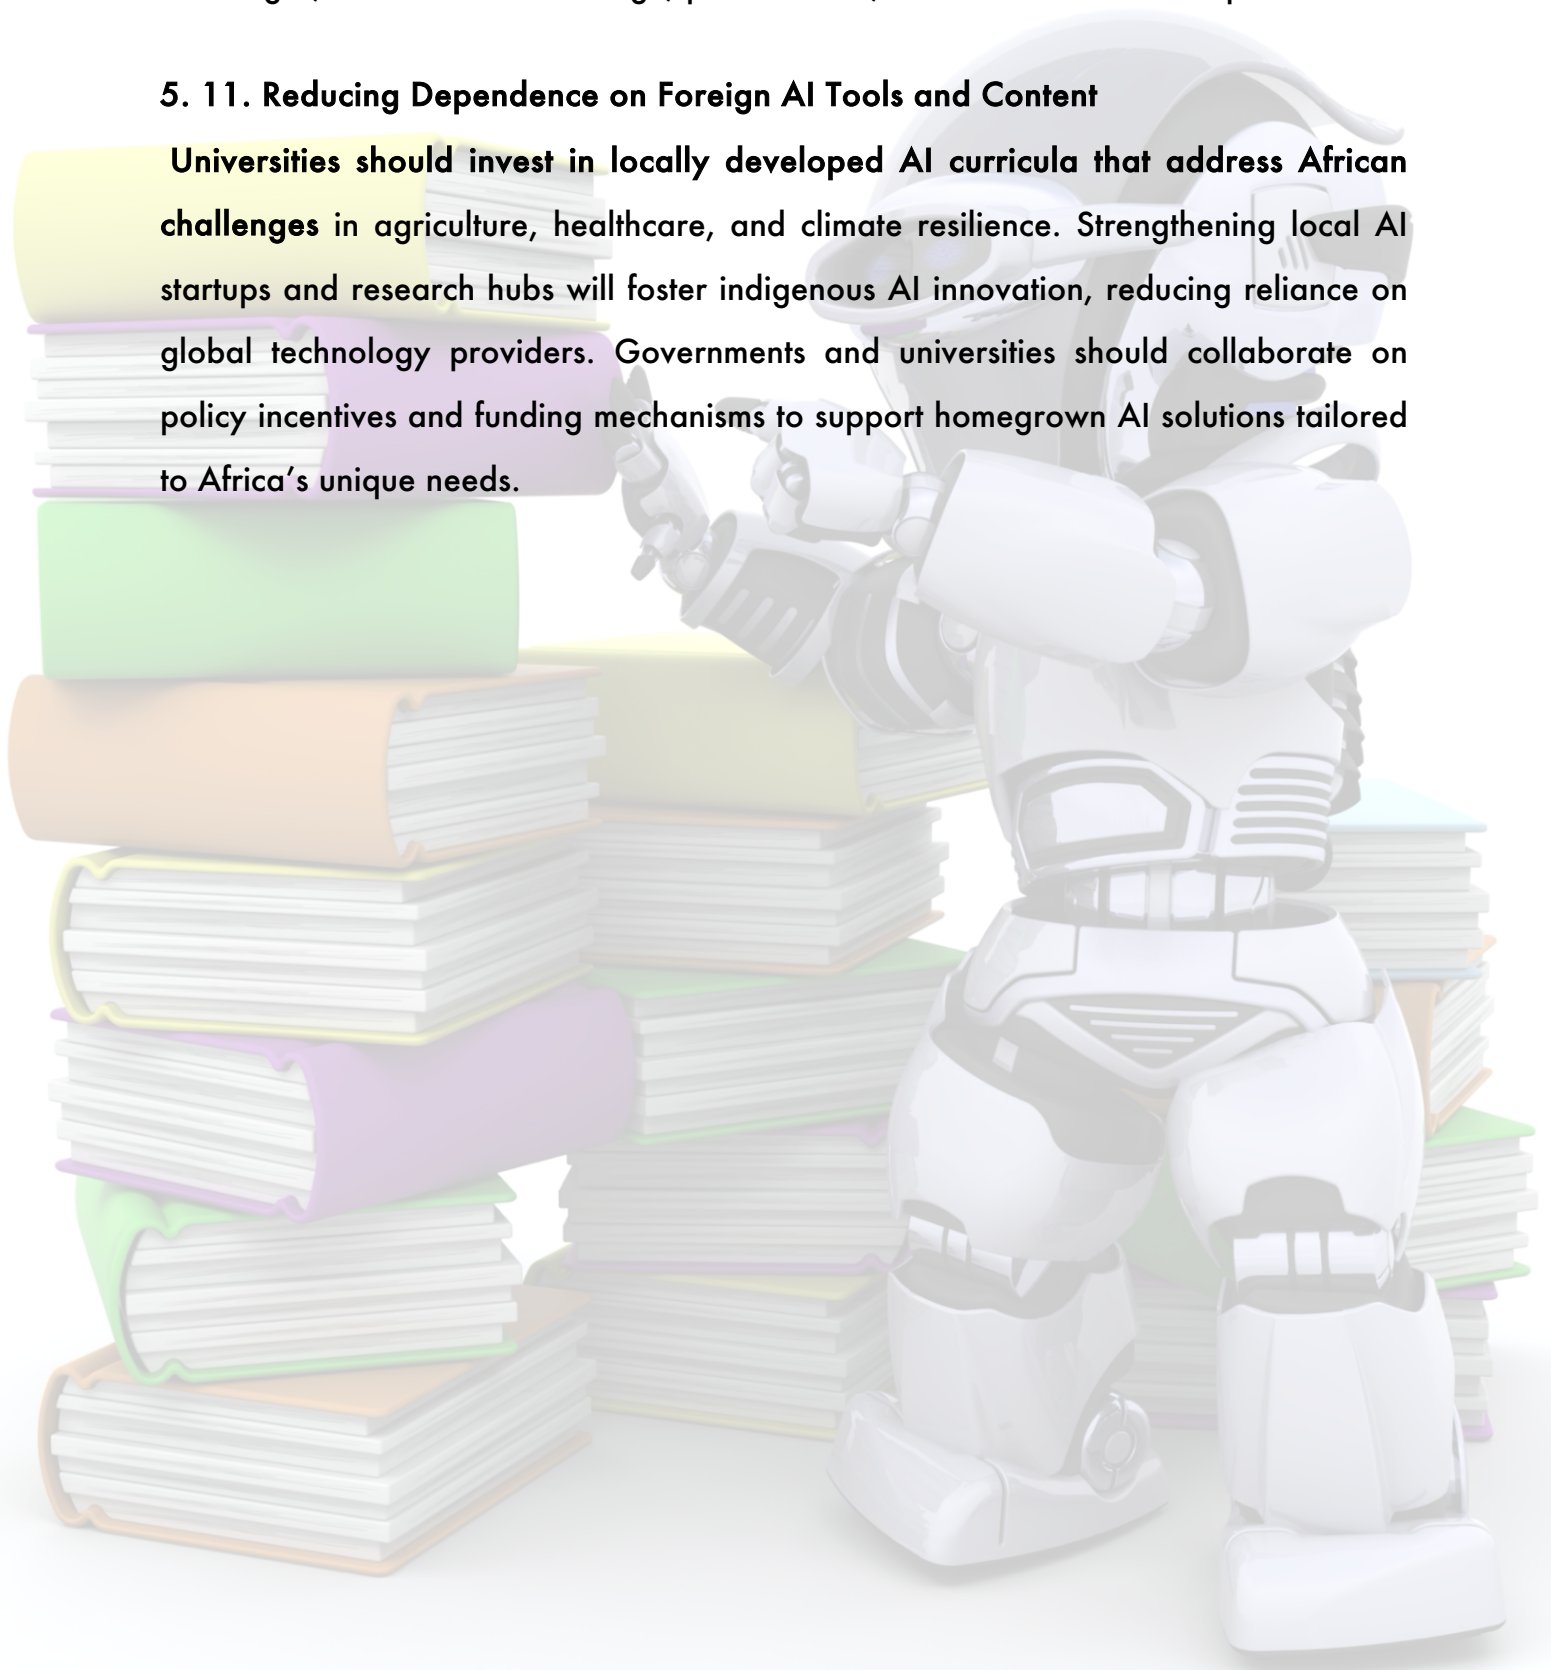 5. 11. Reducing Dependence on Foreign AI Tools and Content
Universities should invest in locally developed AI curricula that address African
challenges in agriculture, healthcare, and climate resilience. Strengthening local AI
startups and research hubs will foster indigenous AI innovation, reducing reliance on
global technology providers. Governments and universities should collaborate on
policy incentives and funding mechanisms to support homegrown AI solutions tailored
to Africa’s unique needs.